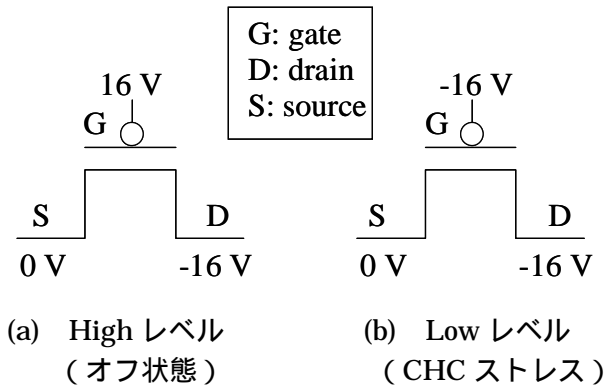 G: gate
D: drain
S: source
16 V
G
S
D
0 V
-16 V
(a) High レベル
( オフ状態 )
-16 V
G
S
D
0 V
-16 V
(b) Low レベル
( CHC ストレス )